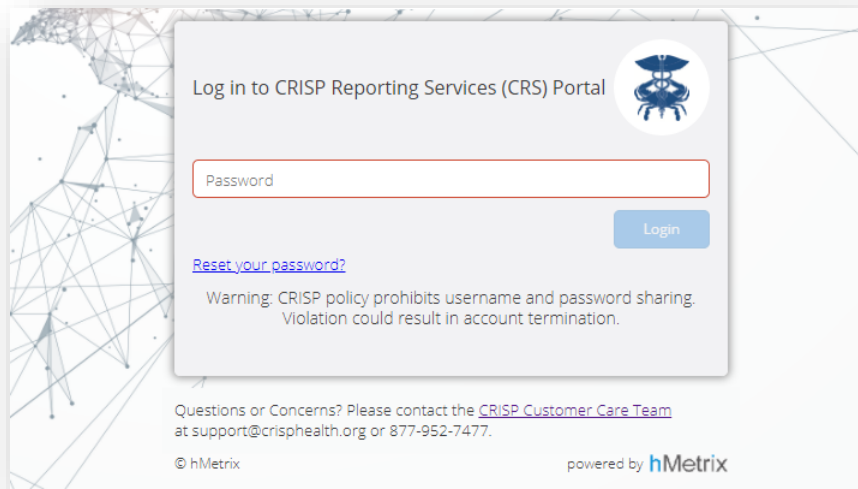 Log in to CRISP Reporting Services (CRS) Portal
Password
Login
Reset your password?
Warning: CRISP policy prohibits username and password sharing.
Violation could result in account termination.
Questions or Concerns? Please contact the CRISP Customer Care Team
at support@crisphealth.org or 877-952-7477.
© hMetrix
powered by hMetrix